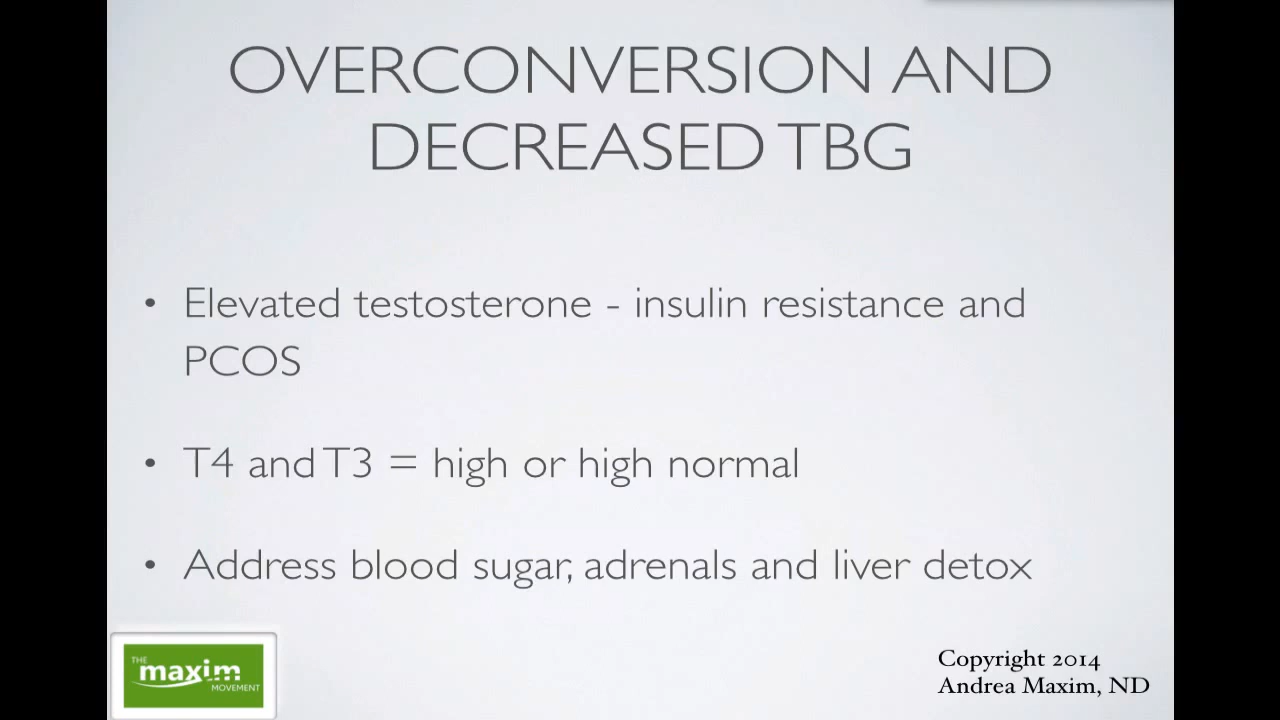 OVERCONVERSION AND
DECREASED TBG
• Elevated testosterone - insulin resistance and
PCOS
• T4 and T3 = high or high normal
• Address blood sugar, adrenals and liver detox
THE
maxim
MOVEMENT
Copyright 2014
Andrea Maxim, ND